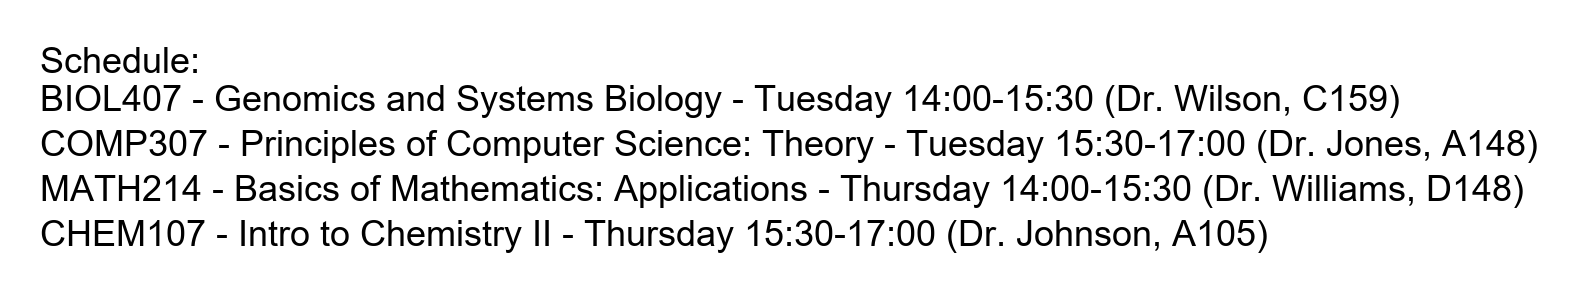 Schedule:
BIOL407 - Genomics and Systems Biology - Tuesday 14:00-15:30 (Dr. Wilson, C159)
COMP307 - Principles of Computer Science: Theory - Tuesday 15:30-17:00 (Dr. Jones, A148)
MATH214 - Basics of Mathematics: Applications - Thursday 14:00-15:30 (Dr. Williams, D148)
CHEM107 - Intro to Chemistry II - Thursday 15:30-17:00 (Dr. Johnson, A105)